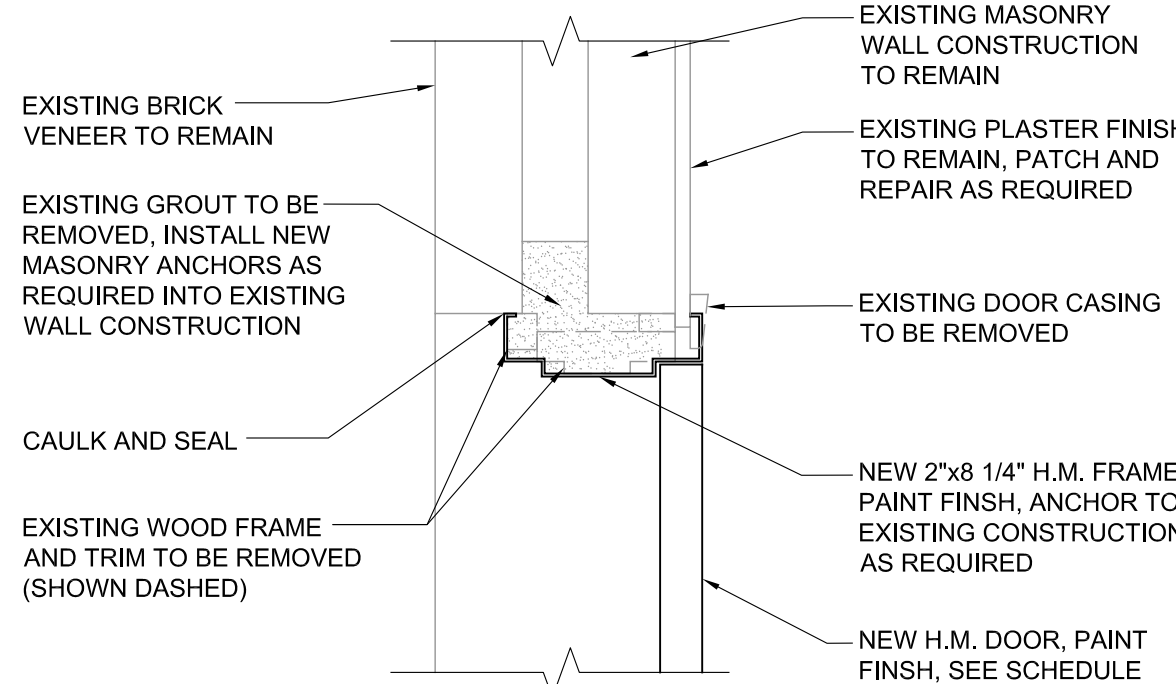 EXISTING BRICK
VENEER TO REMAIN
EXISTING GROUT TO BE
REMOVED, INSTALL NEW
MASONRY ANCHORS AS
REQUIRED INTO EXISTING
WALL CONSTRUCTION
CAULK AND SEAL
EXISTING WOOD FRAME
AND TRIM TO BE REMOVED
(SHOWN DASHED)
EXISTING MASONRY
WALL CONSTRUCTION
TO REMAIN
EXISTING PLASTER FINISH
TO REMAIN, PATCH AND
REPAIR AS REQUIRED
EXISTING DOOR CASING
TO BE REMOVED
NEW 2"x8 1/4" H.M. FRAME
PAINT FINSH, ANCHOR TO
EXISTING CONSTRUCTION
AS REQUIRED
NEW H.M. DOOR, PAINT
FINSH, SEE SCHEDULE